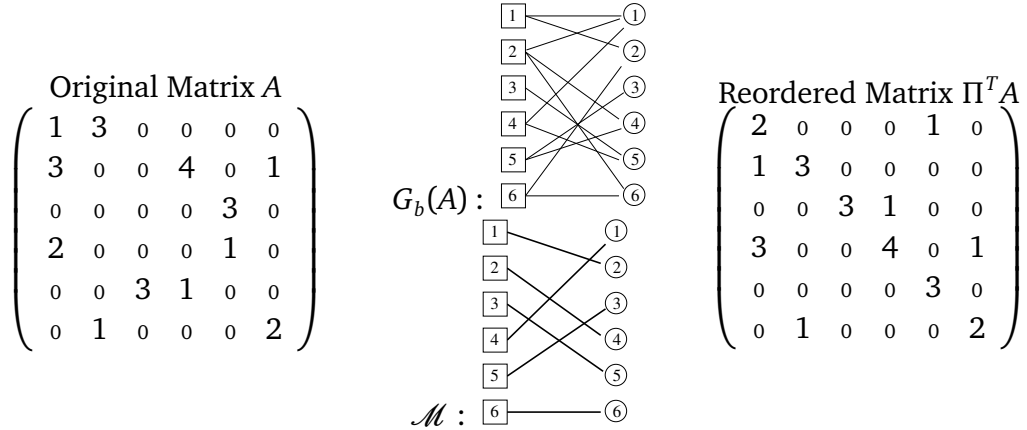 Original Matrix A
1 3 0 0 0 0
3 0 0 4 0 1
0 0 0 0 3 0
2 0 0 0 1 0
0 0 3 1 0 0
0 1 0 0 0 2
1 1
2 2
3 3
4 4
5 5
G_b(A) : 6 6
1 1
2 2
3 3
4 4
5 5
ℳ : 6 6
Reordered Matrix Π^T A
2 0 0 0 1 0
1 3 0 0 0 0
0 0 3 1 0 0
3 0 0 4 0 1
0 0 0 0 3 0
0 1 0 0 0 2